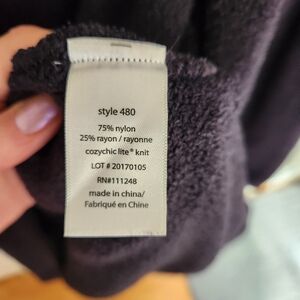 style 480
75% nylon
25% rayon / rayonne
cozychic lite® knit
LOT # 20170105
RN#111248
made in china/
Fabriqué en Chine